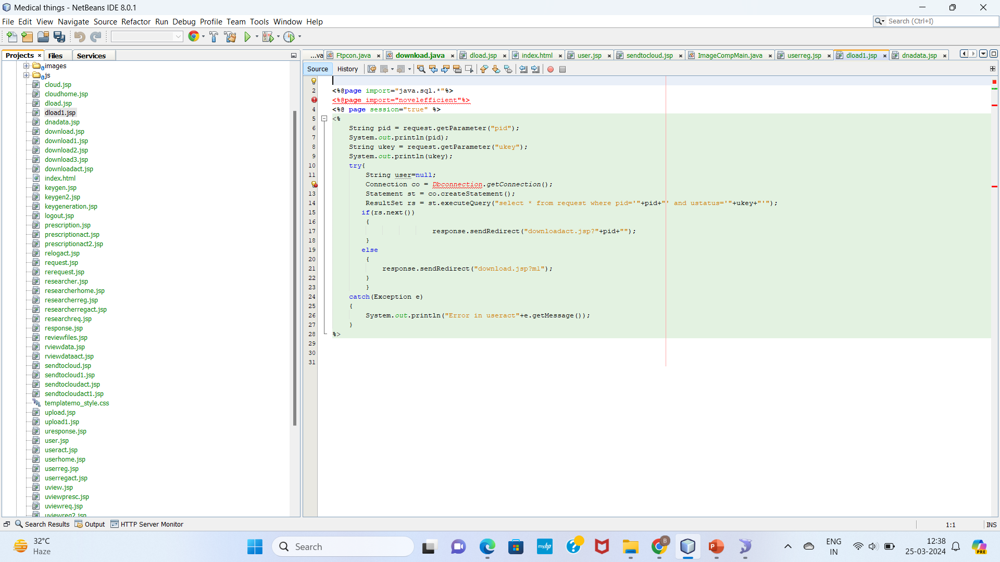 Medical things - NetBeans IDE 8.0.1
File Edit View Navigate Source Refactor Run Debug Profile Team Tools Window Help
Search (Ctrl+I)
Projects × Files Services
...va Ftpcon.java × download.java × dload.jsp × index.html × user.jsp × sendtocloud.jsp × ImageCompMain.java × userreg.jsp × dload1.jsp × dnadata.jsp ×
Source History
images
js
cloud.jsp
cloudhome.jsp
dload.jsp
dload1.jsp
dnadata.jsp
download.jsp
download1.jsp
download2.jsp
download3.jsp
downloadact.jsp
index.html
keygen.jsp
keygen2.jsp
keygeneration.jsp
logout.jsp
prescription.jsp
prescriptionact.jsp
prescriptionact2.jsp
relogact.jsp
request.jsp
rerequest.jsp
researcher.jsp
researcherhome.jsp
researcherreg.jsp
researcherregact.jsp
researchreq.jsp
response.jsp
reviewfiles.jsp
rviewdata.jsp
rviewdataact.jsp
sendtocloud.jsp
sendtocloud1.jsp
sendtocloudact.jsp
sendtocloudact1.jsp
templatemo_style.css
upload.jsp
upload1.jsp
uresponse.jsp
user.jsp
useract.jsp
userhome.jsp
userreg.jsp
userregact.jsp
uview.jsp
uviewpresc.jsp
uviewreq.jsp
uviewreq2.jsp
2 <%@page import="java.sql.*"%>
<%@page import="novelefficient"%>
4 <%@ page session="true" %>
5 <%
6 String pid = request.getParameter("pid");
7 System.out.println(pid);
8 String ukey = request.getParameter("ukey");
9 System.out.println(ukey);
10 try{
11 String user=null;
Connection co = Dbconnection.getConnection();
13 Statement st = co.createStatement();
14 ResultSet rs = st.executeQuery("select * from request where pid='"+pid+"' and ustatus='"+ukey+"'");
15 if(rs.next())
16 {
17 response.sendRedirect("downloadact.jsp?"+pid+"");
18 }
19 else
20 {
21 response.sendRedirect("download.jsp?ml");
22 }
23 }
24 catch(Exception e)
25 {
26 System.out.println("Error in useract"+e.getMessage());
27 }
28 %>
29
30
31
Search Results Output HTTP Server Monitor
1:1 INS
32°C
Haze
Search
myhp
B
P
ENG
IN
12:38
25-03-2024
PRE